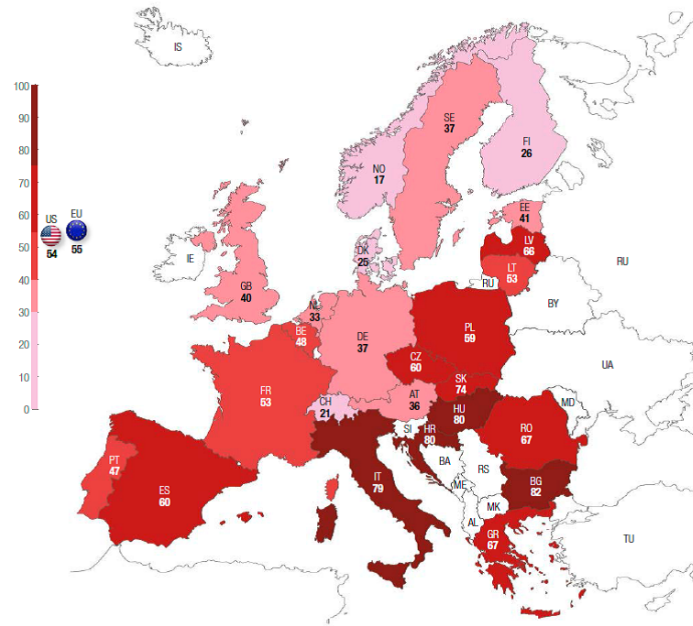 IS
100
90
80
70
60
50
40
30
20
10
0
US
54
EU
55
SE
37
FI
26
NO
17
EE
41
LV
66
LT
53
RU
RU
DK
25
IE
GB
40
NL
33
BE
48
DE
37
PL
59
BY
CZ
60
UA
SK
74
FR
53
CH
21
AT
36
HU
80
MD
SI
HR
80
RO
67
BA
RS
PT
47
ES
60
IT
79
ME
BG
82
MK
AL
GR
67
TU